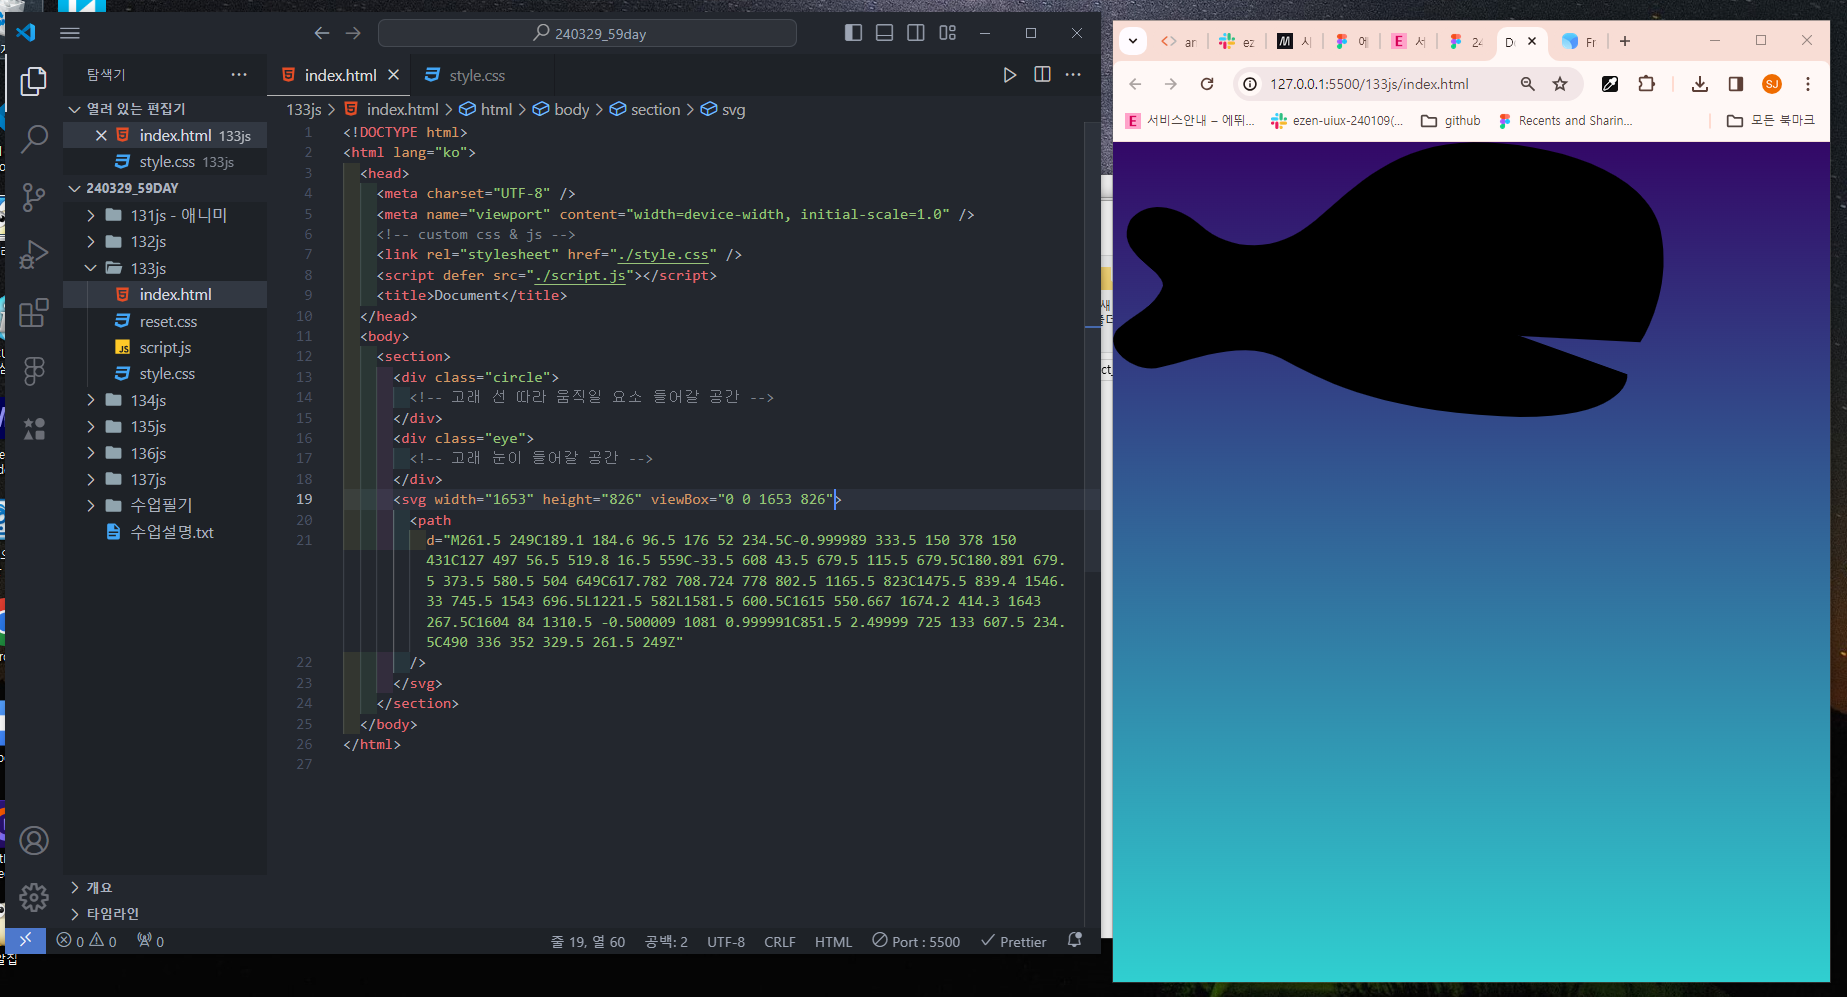 240329_59day
탐색기
index.html
style.css
열려 있는 편집기
133js > index.html > html > body > section > svg
index.html 133js
style.css 133js
240329_59DAY
131js - 애니미
132js
133js
index.html
reset.css
script.js
style.css
134js
135js
136js
137js
수업필기
수업설명.txt
개요
타임라인
1 <!DOCTYPE html>
2 <html lang="ko">
3 <head>
4 <meta charset="UTF-8" />
5 <meta name="viewport" content="width=device-width, initial-scale=1.0" />
6 <!-- custom css & js -->
7 <link rel="stylesheet" href="./style.css" />
8 <script defer src="./script.js"></script>
9 <title>Document</title>
10 </head>
11 <body>
12 <section>
13 <div class="circle">
14 <!-- 고래 선 따라 움직일 요소 들어갈 공간 -->
15 </div>
16 <div class="eye">
17 <!-- 고래 눈이 들어갈 공간 -->
18 </div>
19 <svg width="1653" height="826" viewBox="0 0 1653 826">
20 <path
21 d="M261.5 249C189.1 184.6 96.5 176 52 234.5C-0.999989 333.5 150 378 150
431C127 497 56.5 519.8 16.5 559C-33.5 608 43.5 679.5 115.5 679.5C180.891 679.
5 373.5 580.5 504 649C617.782 708.724 778 802.5 1165.5 823C1475.5 839.4 1546.
33 745.5 1543 696.5L1221.5 582L1581.5 600.5C1615 550.667 1674.2 414.3 1643
267.5C1604 84 1310.5 -0.500009 1081 0.999991C851.5 2.49999 725 133 607.5 234.
5C490 336 352 329.5 261.5 249Z"
22 />
23 </svg>
24 </section>
25 </body>
26 </html>
27
0 0 0
줄 19, 열 60 공백: 2 UTF-8 CRLF HTML Port : 5500 Prettier
ar ez 시 에 E 서 24 Do Fr
127.0.0.1:5500/133js/index.html SJ
E 서비스안내 – 에뛰... ezen-uiux-240109(... github Recents and Sharin... 모든 북마크